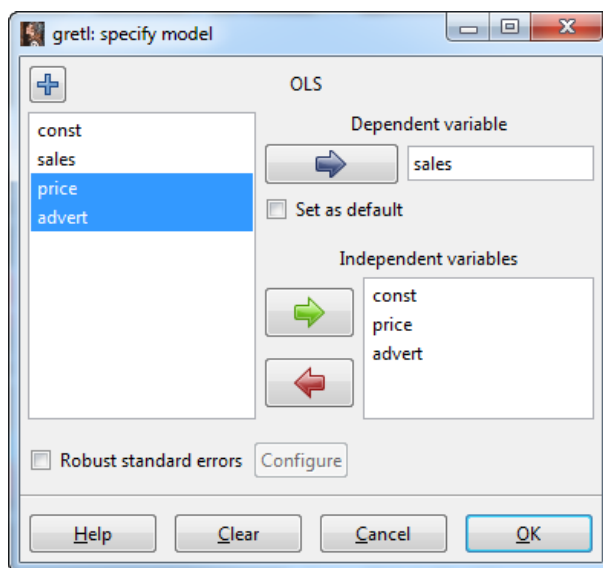 gretl: specify model
OLS
const
sales
price
advert
Dependent variable
sales
Set as default
Independent variables
const
price
advert
Robust standard errors
Configure
Help
Clear
Cancel
OK